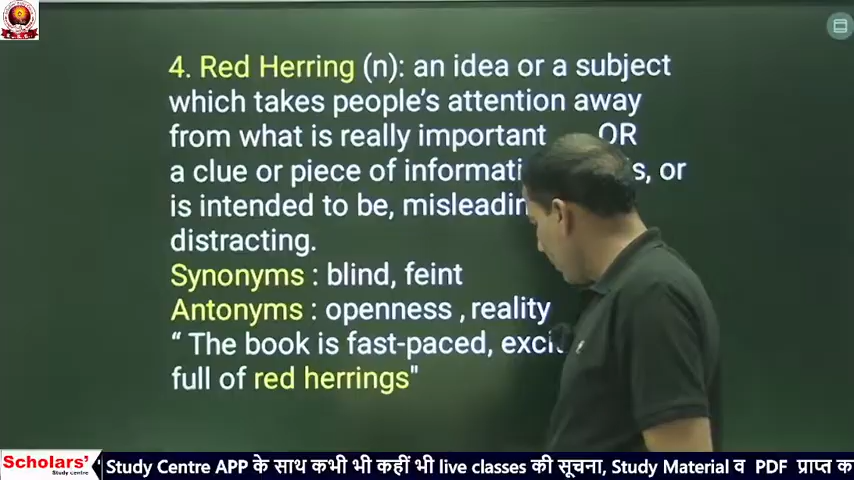 4. Red Herring (n): an idea or a subject
which takes people's attention away
from what is really important OR
a clue or piece of informati s, or
is intended to be, misleadin
distracting.
Synonyms : blind, feint
Antonyms : openness , reality
“ The book is fast-paced, excit
full of red herrings"
Scholars’
Study Centre
Study Centre APP के साथ कभी भी कहीं भी live classes की सूचना, Study Material व PDF प्राप्त क